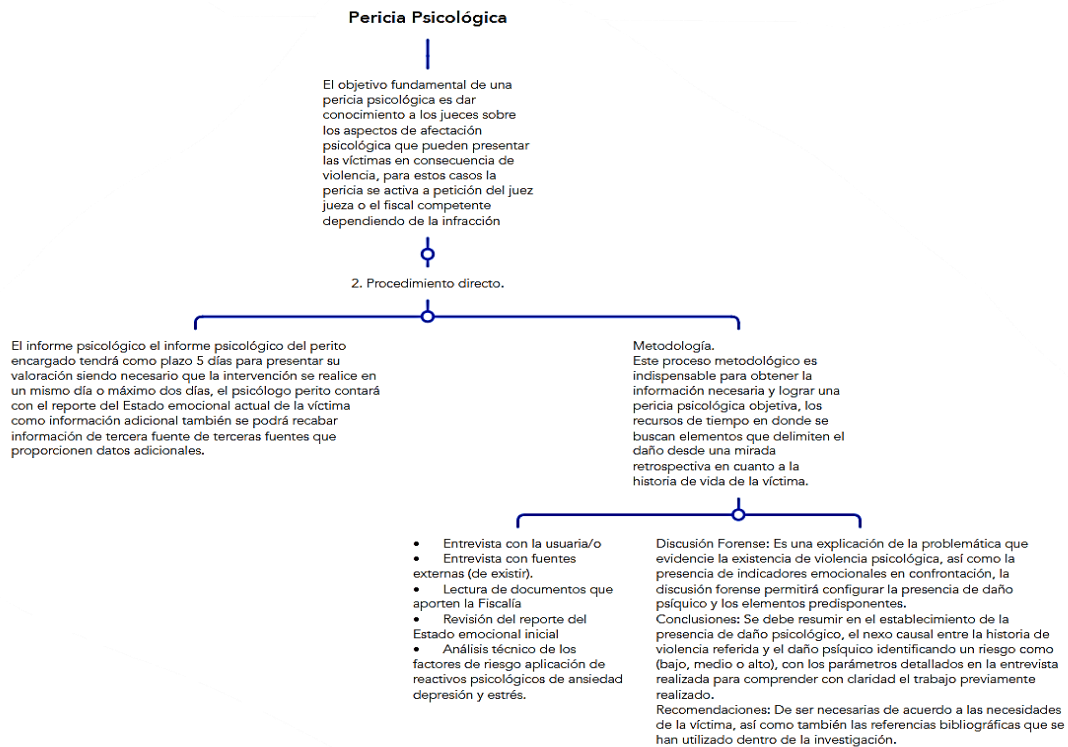 Pericia Psicológica
El objetivo fundamental de una
pericia psicológica es dar
conocimiento a los jueces sobre
los aspectos de afectación
psicológica que pueden presentar
las víctimas en consecuencia de
violencia, para estos casos la
pericia se activa a petición del juez
jueza o el fiscal competente
dependiendo de la infracción
2. Procedimiento directo.
El informe psicológico el informe psicológico del perito
encargado tendrá como plazo 5 días para presentar su
valoración siendo necesario que la intervención se realice en
un mismo día o máximo dos días, el psicólogo perito contará
con el reporte del Estado emocional actual de la víctima
como información adicional también se podrá recabar
información de tercera fuente de terceras fuentes que
proporcionen datos adicionales.
Metodología.
Este proceso metodológico es
indispensable para obtener la
información necesaria y lograr una
pericia psicológica objetiva, los
recursos de tiempo en donde se
buscan elementos que delimiten el
daño desde una mirada
retrospectiva en cuanto a la
historia de vida de la víctima.
• Entrevista con la usuaria/o
• Entrevista con fuentes
externas (de existir).
• Lectura de documentos que
aporten la Fiscalía
• Revisión del reporte del
Estado emocional inicial
• Análisis técnico de los
factores de riesgo aplicación de
reactivos psicológicos de ansiedad
depresión y estrés.
Discusión Forense: Es una explicación de la problemática que
evidencie la existencia de violencia psicológica, así como la
presencia de indicadores emocionales en confrontación, la
discusión forense permitirá configurar la presencia de daño
psíquico y los elementos predisponentes.
Conclusiones: Se debe resumir en el establecimiento de la
presencia de daño psicológico, el nexo causal entre la historia de
violencia referida y el daño psíquico identificando un riesgo como
(bajo, medio o alto), con los parámetros detallados en la entrevista
realizada para comprender con claridad el trabajo previamente
realizado.
Recomendaciones: De ser necesarias de acuerdo a las necesidades
de la víctima, así como también las referencias bibliográficas que se
han utilizado dentro de la investigación.